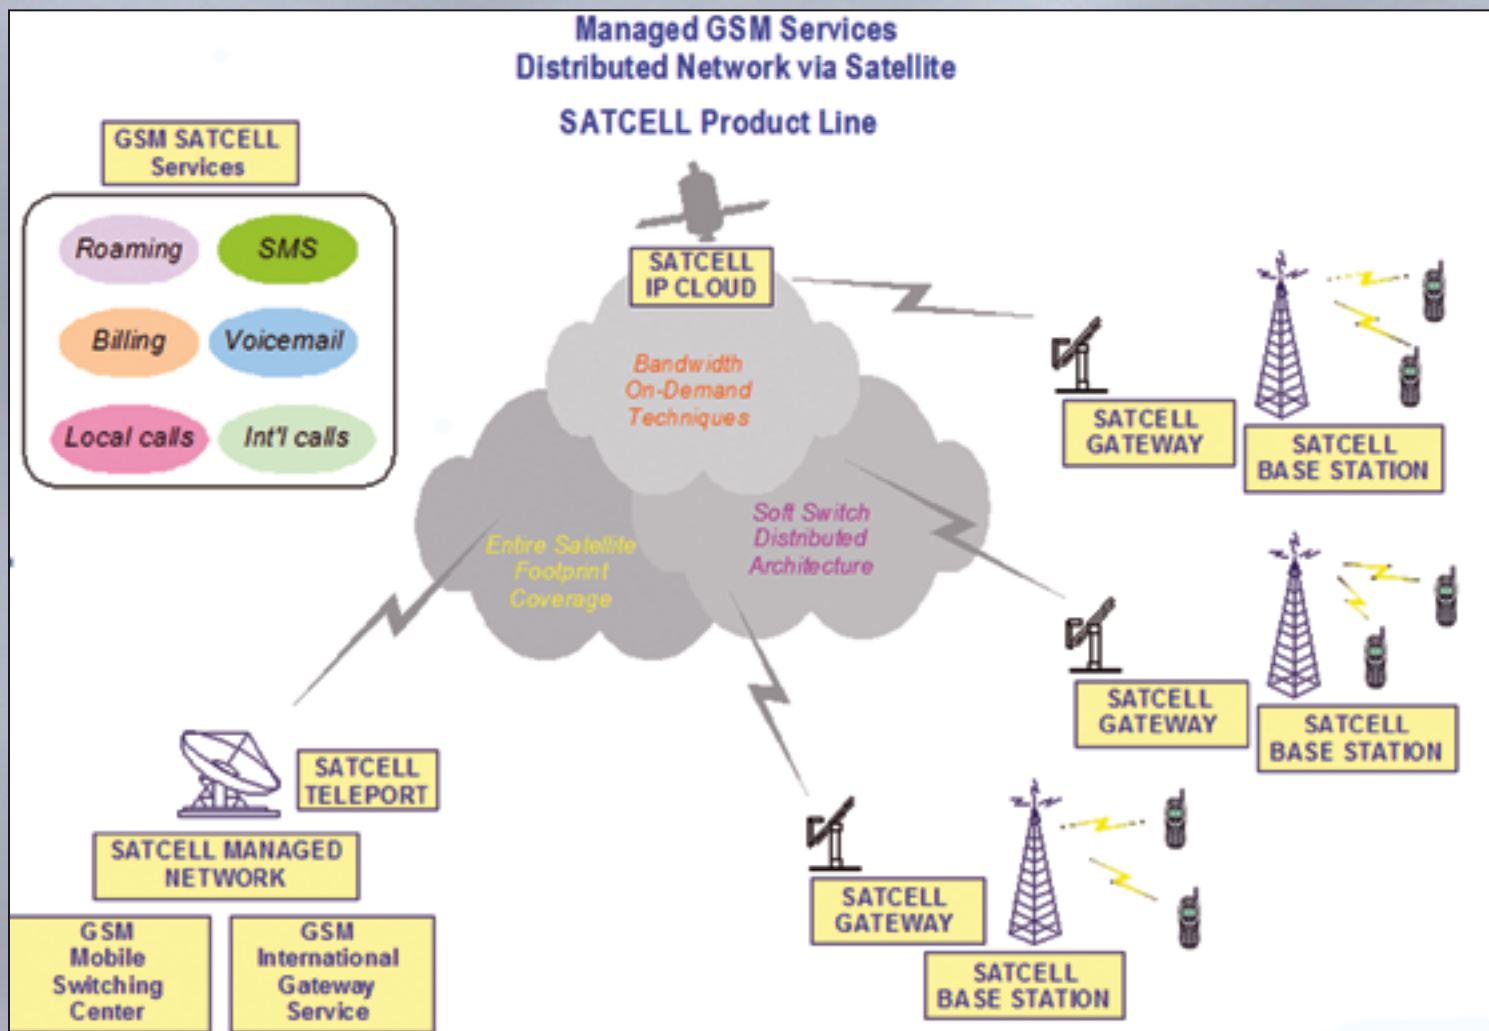 Managed GSM Services
Distributed Network via Satellite
SATCELL Product Line
GSM SATCELL
Services
Roaming
SMS
Billing
Voicemail
Local calls
Int'l calls
SATCELL
IP CLOUD
Bandwidth
On-Demand
Techniques
Entire Satellite
Footprint
Coverage
Soft Switch
Distributed
Architecture
SATCELL
GATEWAY
SATCELL
BASE STATION
SATCELL
GATEWAY
SATCELL
BASE STATION
SATCELL
GATEWAY
SATCELL
BASE STATION
SATCELL
TELEPORT
SATCELL MANAGED
NETWORK
GSM
Mobile
Switching
Center
GSM
International
Gateway
Service